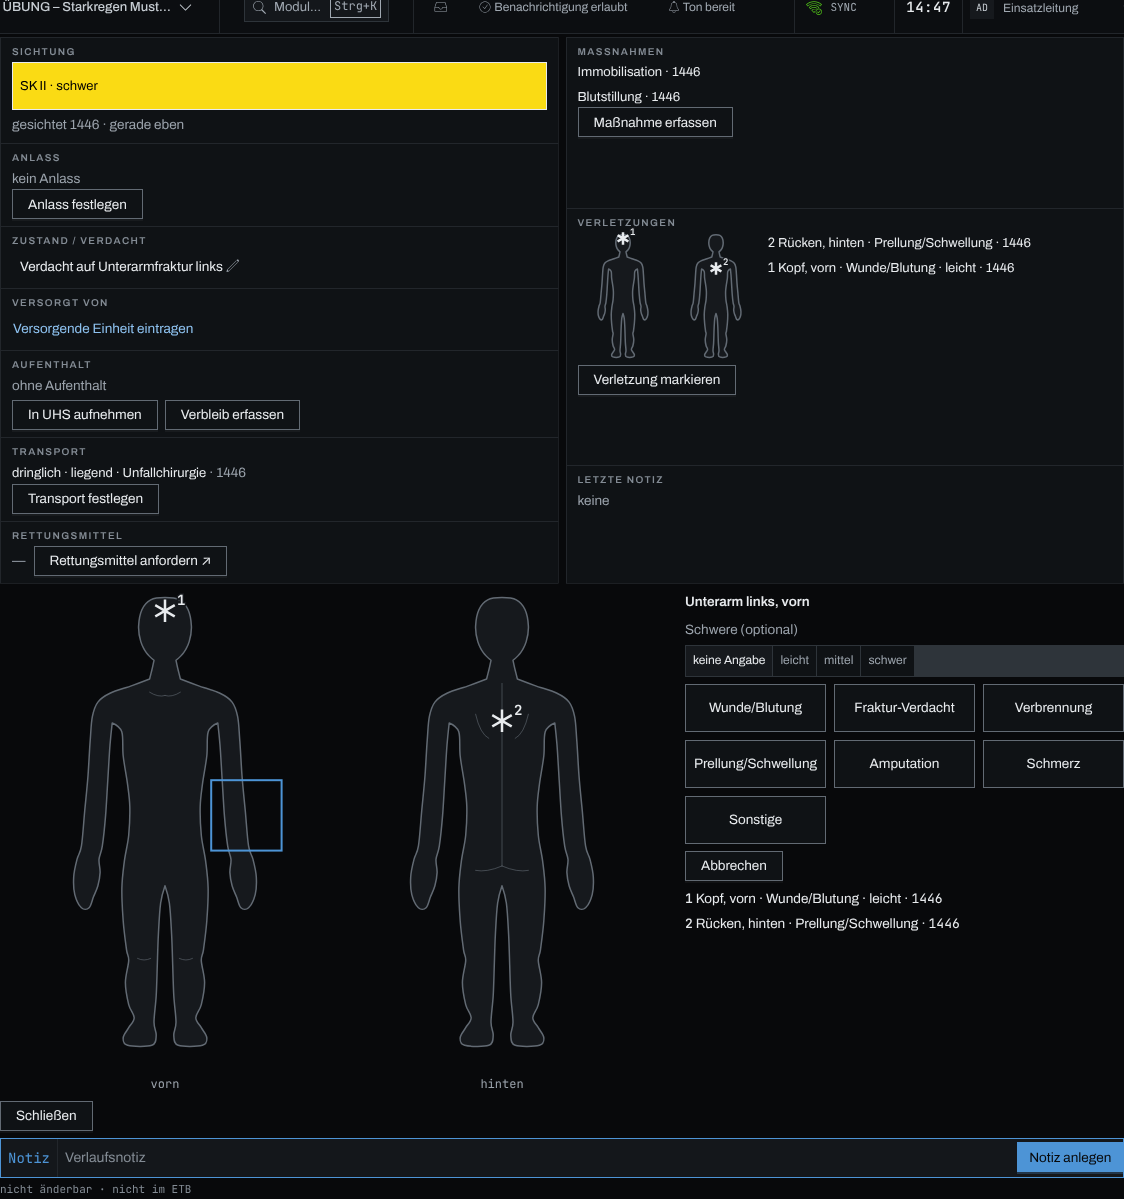 ÜBUNG – Starkregen Must...
Modul... Strg+K
Benachrichtigung erlaubt
Ton bereit
SYNC
14:47
AD Einsatzleitung
SICHTUNG
SK II · schwer
gesichtet 1446 · gerade eben
ANLASS
kein Anlass
Anlass festlegen
ZUSTAND / VERDACHT
Verdacht auf Unterarmfraktur links
VERSORGT VON
Versorgende Einheit eintragen
AUFENTHALT
ohne Aufenthalt
In UHS aufnehmen Verbleib erfassen
TRANSPORT
dringlich · liegend · Unfallchirurgie · 1446
Transport festlegen
RETTUNGSMITTEL
— Rettungsmittel anfordern ↗
MASSNAHMEN
Immobilisation · 1446
Blutstillung · 1446
Maßnahme erfassen
VERLETZUNGEN
1
2
2 Rücken, hinten · Prellung/Schwellung · 1446
1 Kopf, vorn · Wunde/Blutung · leicht · 1446
Verletzung markieren
LETZTE NOTIZ
keine
1
2
vorn
hinten
Unterarm links, vorn
Schwere (optional)
keine Angabe leicht mittel schwer
Wunde/Blutung Fraktur-Verdacht Verbrennung
Prellung/Schwellung Amputation Schmerz
Sonstige
Abbrechen
1 Kopf, vorn · Wunde/Blutung · leicht · 1446
2 Rücken, hinten · Prellung/Schwellung · 1446
Schließen
Notiz Verlaufsnotiz Notiz anlegen
nicht änderbar · nicht im ETB